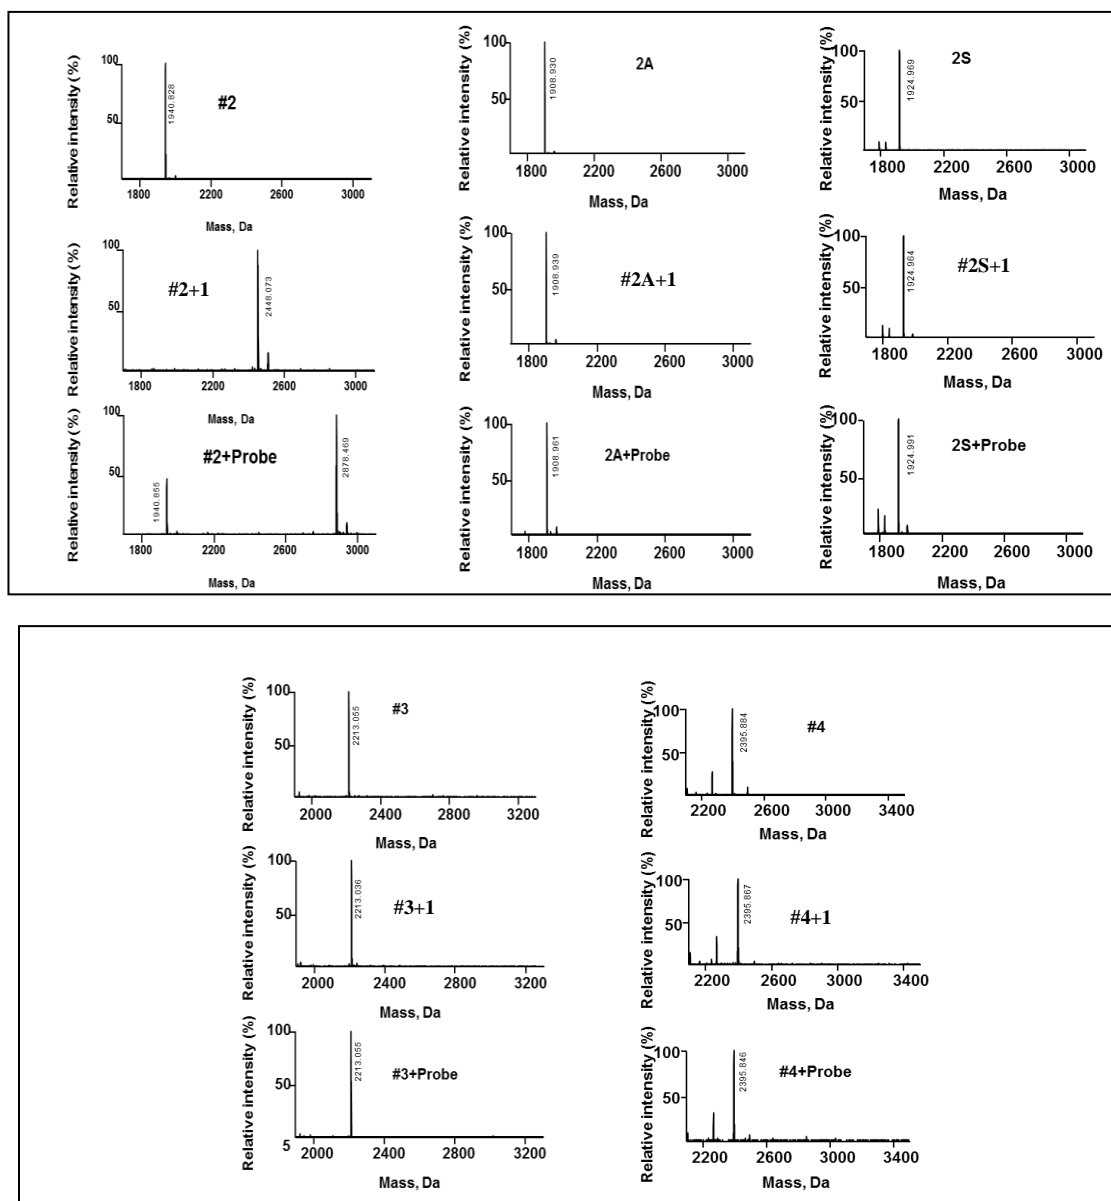 Relative intensity (%)
100
50
1940.828
#2
1800
2200
2600
3000
Mass, Da
Relative intensity (%)
100
50
1908.930
2A
1800
2200
2600
3000
Mass, Da
Relative intensity (%)
100
50
1924.969
2S
1800
2200
2600
3000
Mass, Da
Relative intensity (%)
100
50
2448.073
#2+1
1800
2200
2600
3000
Mass, Da
Relative intensity (%)
100
50
1908.939
#2A+1
1800
2200
2600
3000
Mass, Da
Relative intensity (%)
100
50
1924.964
#2S+1
1800
2200
2600
3000
Mass, Da
Relative intensity (%)
100
50
1940.855
#2+Probe
2878.469
1800
2200
2600
3000
Mass, Da
Relative intensity (%)
100
50
1908.961
2A+Probe
1800
2200
2600
3000
Mass, Da
Relative intensity (%)
100
50
1924.991
2S+Probe
1800
2200
2600
3000
Mass, Da
Relative intensity (%)
100
50
2213.055
#3
2000
2400
2800
3200
Mass, Da
Relative intensity (%)
100
50
2395.884
#4
2200
2600
3000
3400
Mass, Da
Relative intensity (%)
100
50
2213.036
#3+1
2000
2400
2800
3200
Mass, Da
Relative intensity (%)
100
50
2395.867
#4+1
2200
2600
3000
3400
Mass, Da
Relative intensity (%)
100
50
5
2213.055
#3+Probe
2000
2400
2800
3200
Mass, Da
Relative intensity (%)
100
50
2395.846
#4+Probe
2200
2600
3000
3400
Mass, Da